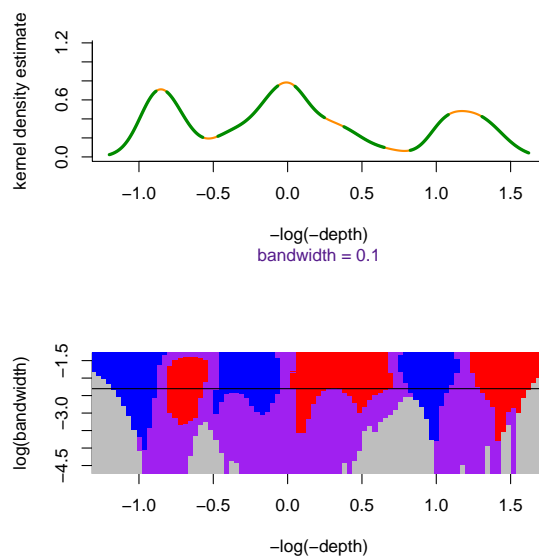 kernel density estimate
1.2
0.6
0.0
−1.0 −0.5 0.0 0.5 1.0 1.5
−log(−depth)
bandwidth = 0.1
log(bandwidth)
−1.5
−3.0
−4.5
−1.0 −0.5 0.0 0.5 1.0 1.5
−log(−depth)